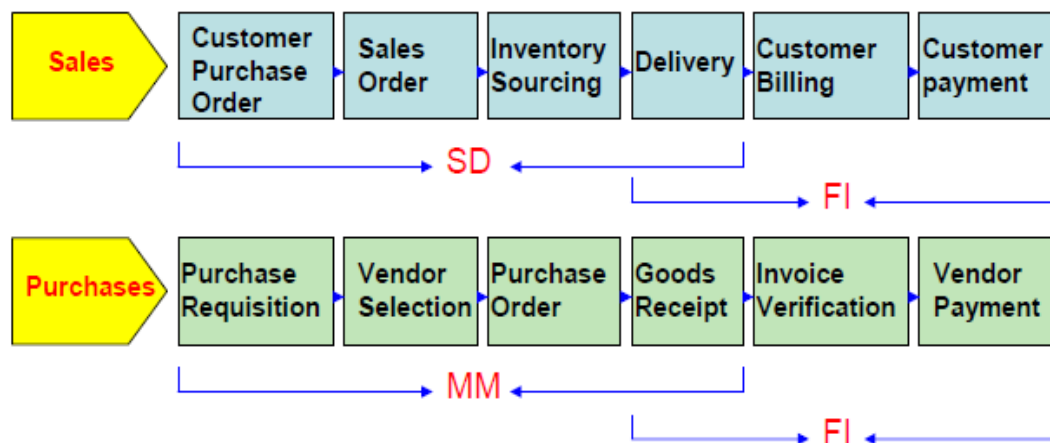 Sales
Customer
Purchase
Order
Sales
Order
Inventory
Sourcing
Delivery
Customer
Billing
Customer
payment
SD
FI
Purchases
Purchase
Requisition
Vendor
Selection
Purchase
Order
Goods
Receipt
Invoice
Verification
Vendor
Payment
MM
FI